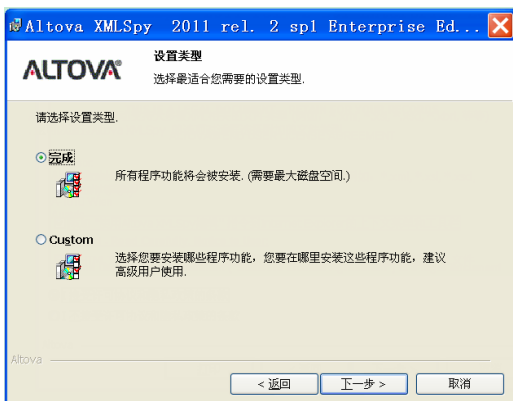 Altova XMLSpy 2011 rel. 2 sp1 Enterprise Ed...
ALTOVA®
设置类型
选择最适合您需要的设置类型.
请选择设置类型.
完成
所有程序功能将会被安装. (需要最大磁盘空间.)
Custom
选择您要安装哪些程序功能，您要在哪里安装这些程序功能，建议
高级用户使用.
Altova
< 返回
下一步 >
取消